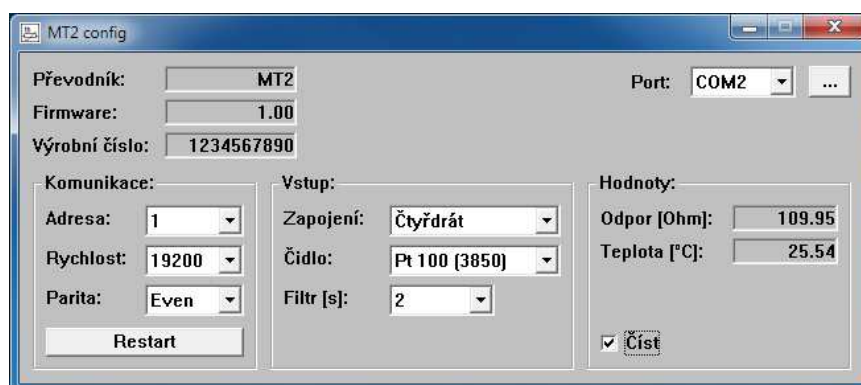 MT2 config
Převodník: MT2
Port: COM2 ...
Firmware: 1.00
Výrobní číslo: 1234567890
Komunikace:
Adresa: 1
Rychlost: 19200
Parita: Even
Restart
Vstup:
Zapojení: Čtyřdrát
Čidlo: Pt 100 (3850)
Filtr [s]: 2
Hodnoty:
Odpor [Ohm]: 109.95
Teplota [°C]: 25.54
Číst